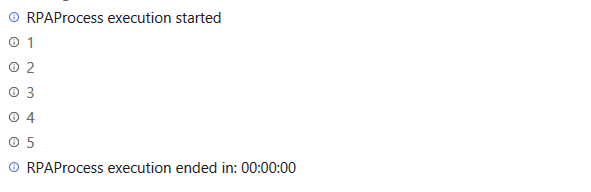 RPAProcess execution started
1
2
3
4
5
RPAProcess execution ended in: 00:00:00